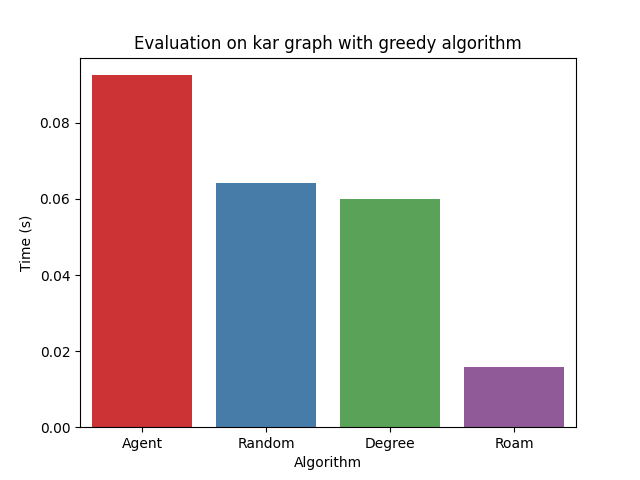 Evaluation on kar graph with greedy algorithm
Time (s)
0.08
0.06
0.04
0.02
0.00
Agent Random Degree Roam
Algorithm